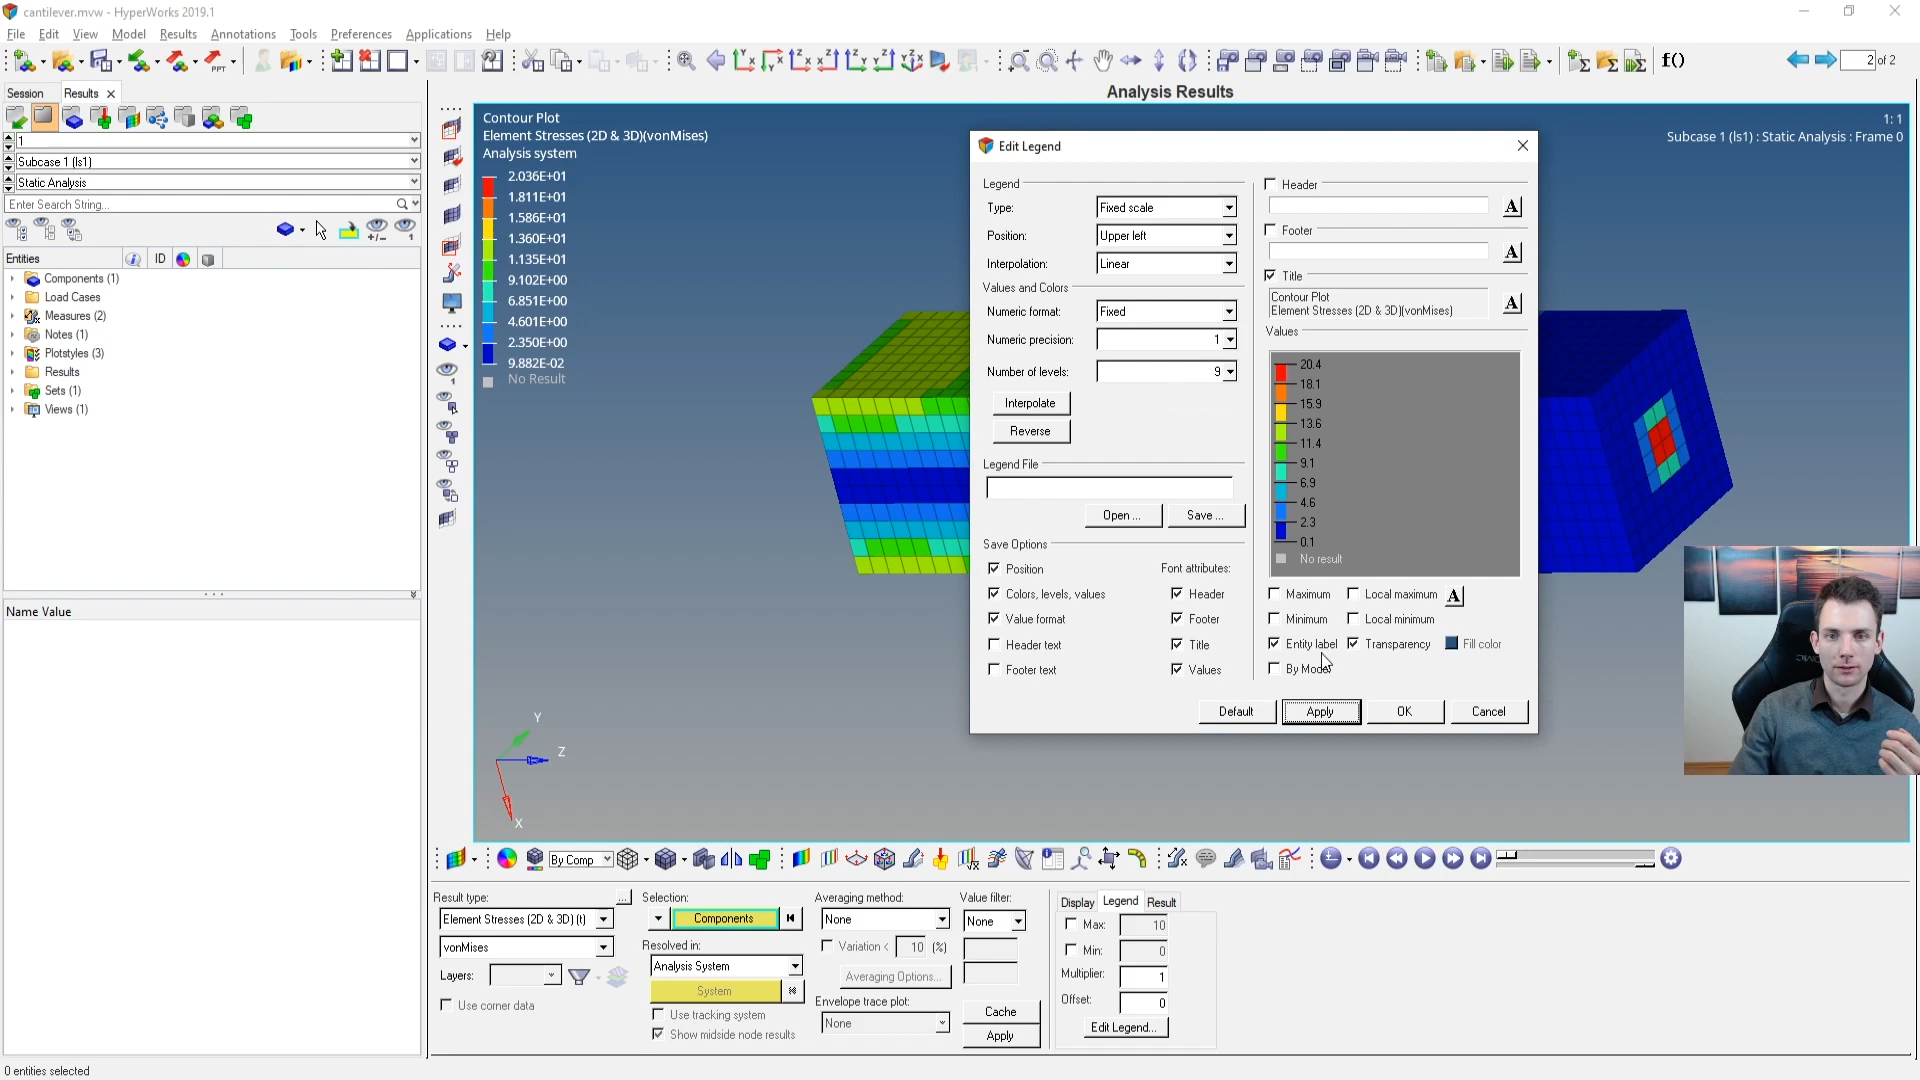 cantilever.mvw - HyperWorks 2019.1
File Edit View Model Results Annotations Tools Preferences Applications Help
PPT
f()
2 of 2
Session Results
1
Subcase 1 (ls1)
Static Analysis
Enter Search String...
Entities ID
Components (1)
Load Cases
Measures (2)
Notes (1)
Plotstyles (3)
Results
Sets (1)
Views (1)
Name Value
0 entities selected
Analysis Results
Contour Plot
Element Stresses (2D & 3D)(vonMises)
Analysis system
2.036E+01
1.811E+01
1.586E+01
1.360E+01
1.135E+01
9.102E+00
6.851E+00
4.601E+00
2.350E+00
9.882E-02
No Result
1: 1
Subcase 1 (ls1) : Static Analysis : Frame 0
Y
Z
X
Edit Legend
Legend
Type: Fixed scale
Position: Upper left
Interpolation: Linear
Values and Colors
Numeric format: Fixed
Numeric precision: 1
Number of levels: 9
Interpolate
Reverse
Legend File
Open ... Save ...
Save Options
Position Font attributes:
Colors, levels, values Header
Value format Footer
Header text Title
Footer text Values
Header
A
Footer
A
Title
Contour Plot
Element Stresses (2D & 3D)(vonMises)
A
Values
20.4
18.1
15.9
13.6
11.4
9.1
6.9
4.6
2.3
0.1
No result
Maximum Local maximum A
Minimum Local minimum
Entity label Transparency Fill color
By Model
Default Apply OK Cancel
By Comp
Result type: ...
Element Stresses (2D & 3D) (t)
vonMises
Layers:
Use corner data
Selection:
Components
Resolved in:
Analysis System
System
Use tracking system
Show midside node results
Averaging method:
None
Variation < 10 (%)
Averaging Options...
Envelope trace plot:
None
Value filter:
None
Cache
Apply
Display Legend Result
Max: 10
Min: 0
Multiplier: 1
Offset: 0
Edit Legend...